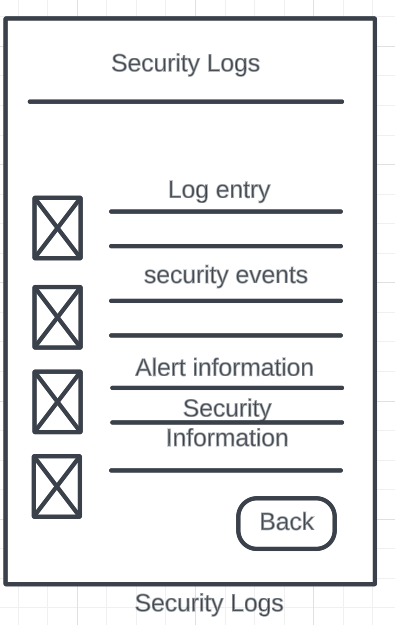 Security Logs
Log entry
security events
Alert information
Security
Information
Back
Security Logs